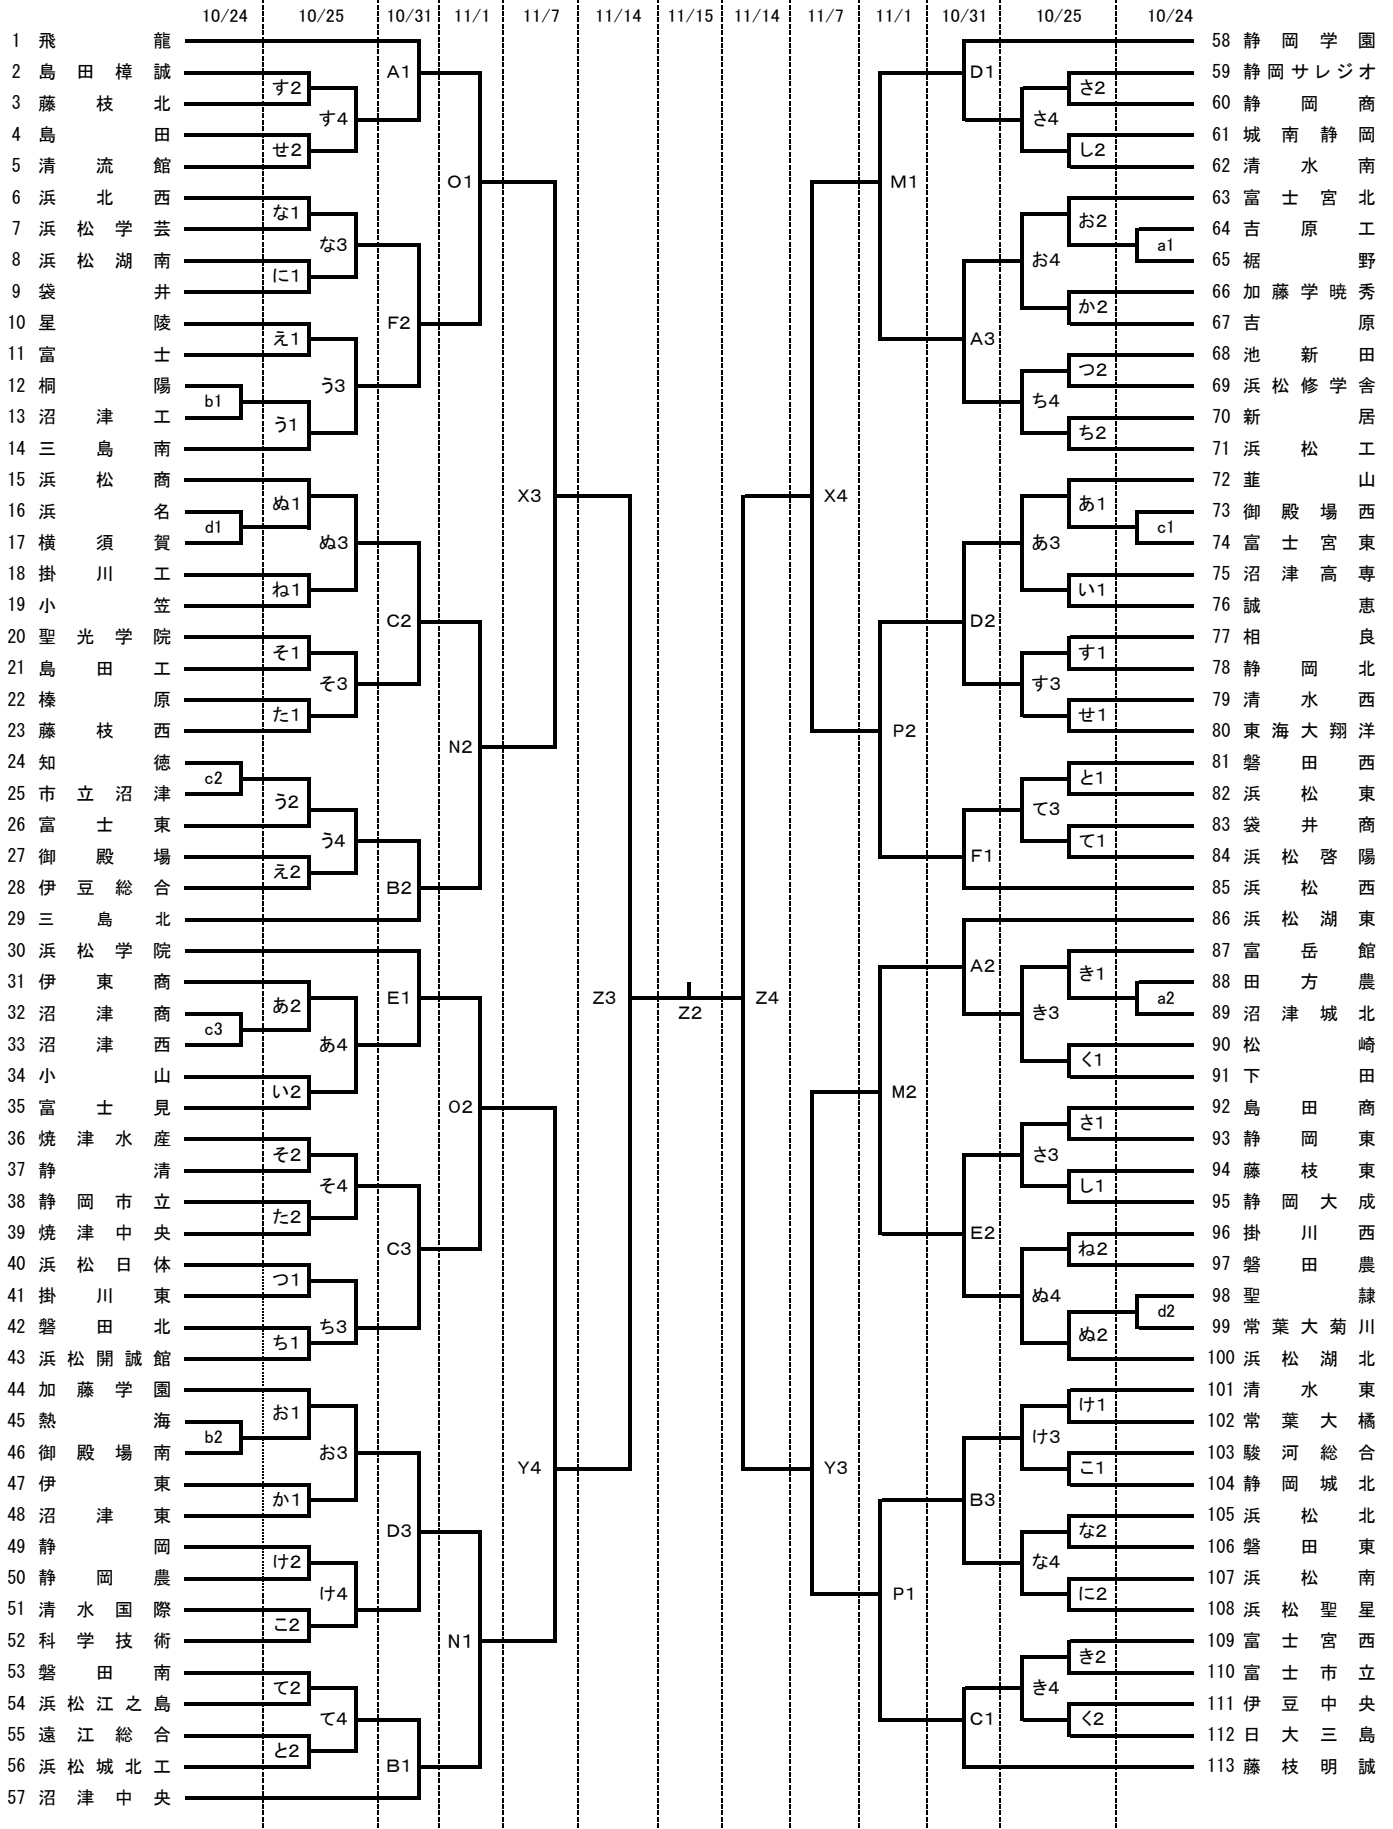 10/24 10/25 10/31 11/1 11/7 11/14 11/15 11/14 11/7 11/1 10/31 10/25 10/24
1 飛龍
2 島田樟誠
3 藤枝北
4 島田
5 清流館
6 浜北西
7 浜松学芸
8 浜松湖南
9 袋井
10 星陵
11 富士
12 桐陽
13 沼津工
14 三島南
15 浜松商
16 浜名
17 横須賀
18 掛川工
19 小笠
20 聖光学院
21 島田工
22 榛原
23 藤枝西
24 知徳
25 市立沼津
26 富士東
27 御殿場
28 伊豆総合
29 三島北
30 浜松学院
31 伊東商
32 沼津商
33 沼津西
34 小山
35 富士見
36 焼津水産
37 静清
38 静岡市立
39 焼津中央
40 浜松日体
41 掛川東
42 磐田北
43 浜松開誠館
44 加藤学園
45 熱海
46 御殿場南
47 伊東
48 沼津東
49 静岡
50 静岡農
51 清水国際
52 科学技術
53 磐田南
54 浜松江之島
55 遠江総合
56 浜松城北工
57 沼津中央
b1
d1
c2
c3
b2
す2
せ2
な1
に1
え1
う1
ぬ1
ね1
そ1
た1
う2
え2
あ2
い2
そ2
た2
つ1
ち1
お1
か1
け2
こ2
て2
と2
す4
な3
う3
ぬ3
そ3
う4
あ4
そ4
ち3
お3
け4
て4
A1
F2
C2
B2
E1
C3
D3
B1
O1
N2
O2
N1
X3
Y4
Z3
Z2
Z4
X4
Y3
M1
P2
M2
P1
D1
A3
D2
F1
A2
E2
B3
C1
さ4
お4
ち4
あ3
す3
て3
き3
さ3
ぬ4
け3
な4
き4
さ2
し2
お2
か2
つ2
ち2
あ1
い1
す1
せ1
と1
て1
き1
く1
さ1
し1
ね2
ぬ2
け1
こ1
な2
に2
き2
く2
a1
c1
a2
d2
58 静岡学園
59 静岡サレジオ
60 静岡商
61 城南静岡
62 清水南
63 富士宮北
64 吉原工
65 裾野
66 加藤学暁秀
67 吉原
68 池新田
69 浜松修学舎
70 新居
71 浜松工
72 韮山
73 御殿場西
74 富士宮東
75 沼津高専
76 誠恵
77 相良
78 静岡北
79 清水西
80 東海大翔洋
81 磐田西
82 浜松東
83 袋井商
84 浜松啓陽
85 浜松西
86 浜松湖東
87 富岳館
88 田方農
89 沼津城北
90 松崎
91 下田
92 島田商
93 静岡東
94 藤枝東
95 静岡大成
96 掛川西
97 磐田農
98 聖隷
99 常葉大菊川
100 浜松湖北
101 清水東
102 常葉大橘
103 駿河総合
104 静岡城北
105 浜松北
106 磐田東
107 浜松南
108 浜松聖星
109 富士宮西
110 富士市立
111 伊豆中央
112 日大三島
113 藤枝明誠